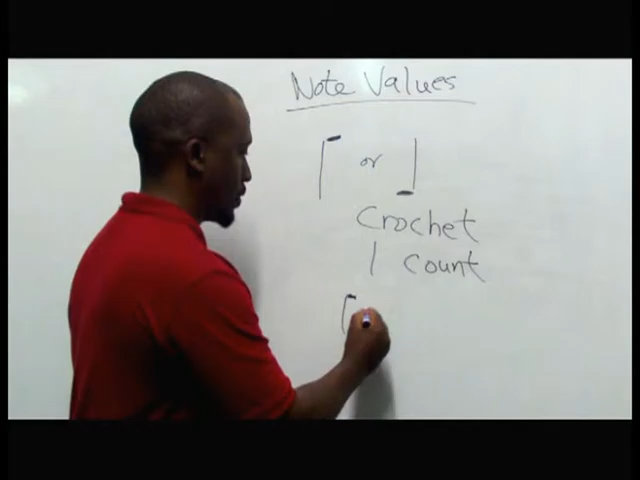 Note Values
or
Crochet
1 count